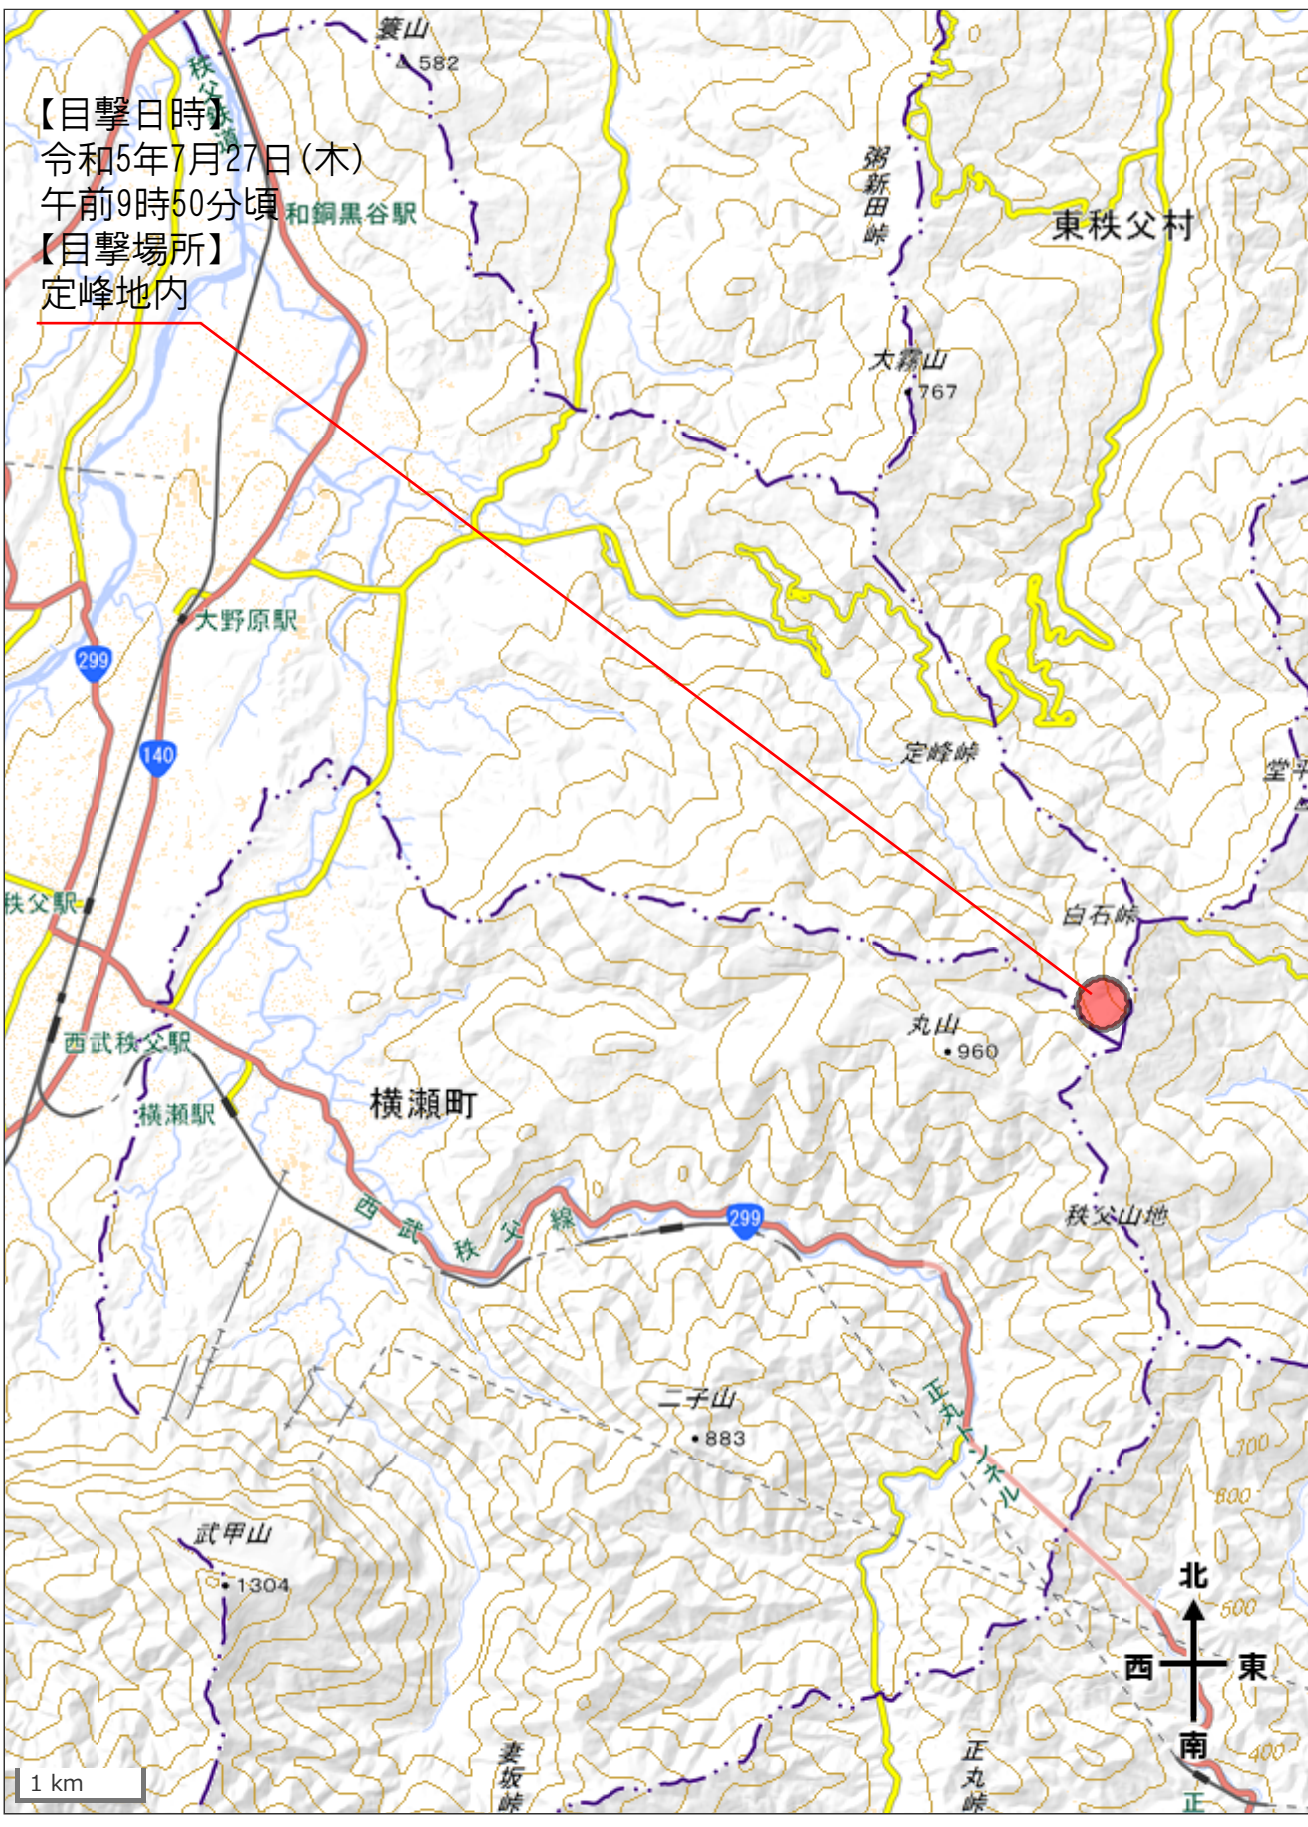 簑山
582
秩父鉄道
【目撃日時】
令和5年7月27日(木)
午前9時50分頃
【目撃場所】
定峰地内
和銅黒谷駅
粥新田峠
東秩父村
大霧山
767
大野原駅
299
140
定峰峠
堂平
秩父駅
白石峠
丸山
960
西武秩父駅
横瀬駅
横瀬町
西武秩父線
299
秩父山地
二子山
883
正丸トンネル
700
600
武甲山
1304
500
北
西
東
南
400
妻坂峠
正丸峠
正
1 km